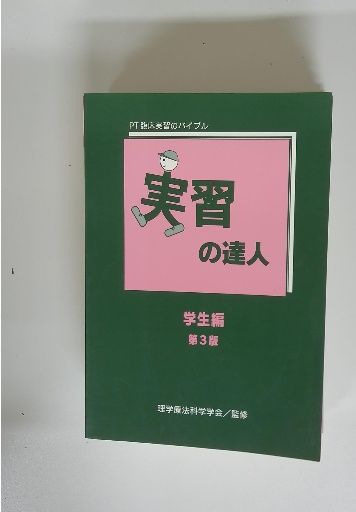 PT臨床実習のバイブル
実習
の達人
学生編
第3版
理学療法科学学会／監修